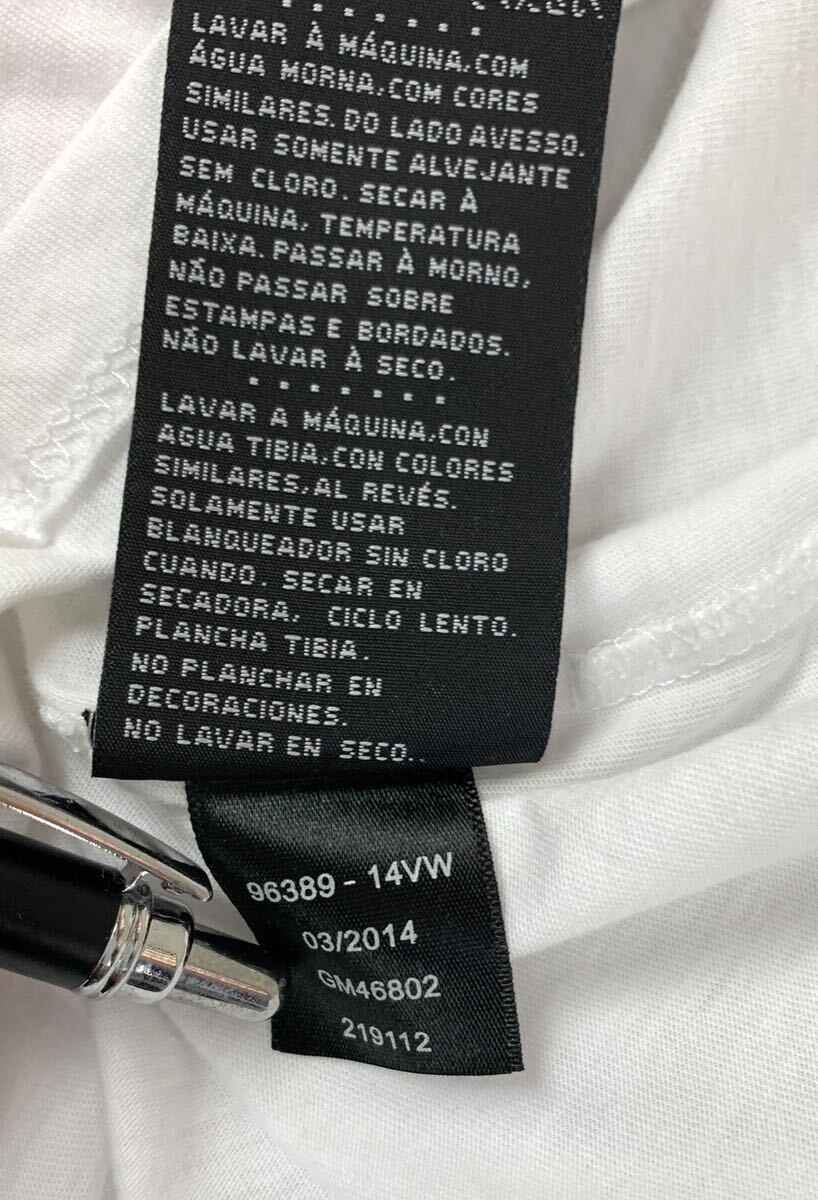 LAVAR À MÁQUINA,COM
ÁGUA MORNA,COM CORES
SIMILARES. DO LADO AVESSO.
USAR SOMENTE ALVEJANTE
SEM CLORO. SECAR À
MÁQUINA, TEMPERATURA
BAIXA. PASSAR À MORNO,
NÃO PASSAR SOBRE
ESTAMPAS E BORDADOS.
NÃO LAVAR À SECO.
LAVAR A MÁQUINA,CON
AGUA TIBIA,CON COLORES
SIMILARES,AL REVÉS.
SOLAMENTE USAR
BLANQUEADOR SIN CLORO
CUANDO. SECAR EN
SECADORA, CICLO LENTO.
PLANCHA TIBIA.
NO PLANCHAR EN
DECORACIONES.
NO LAVAR EN SECO.
96389 - 14VW
03/2014
GM46802
219112